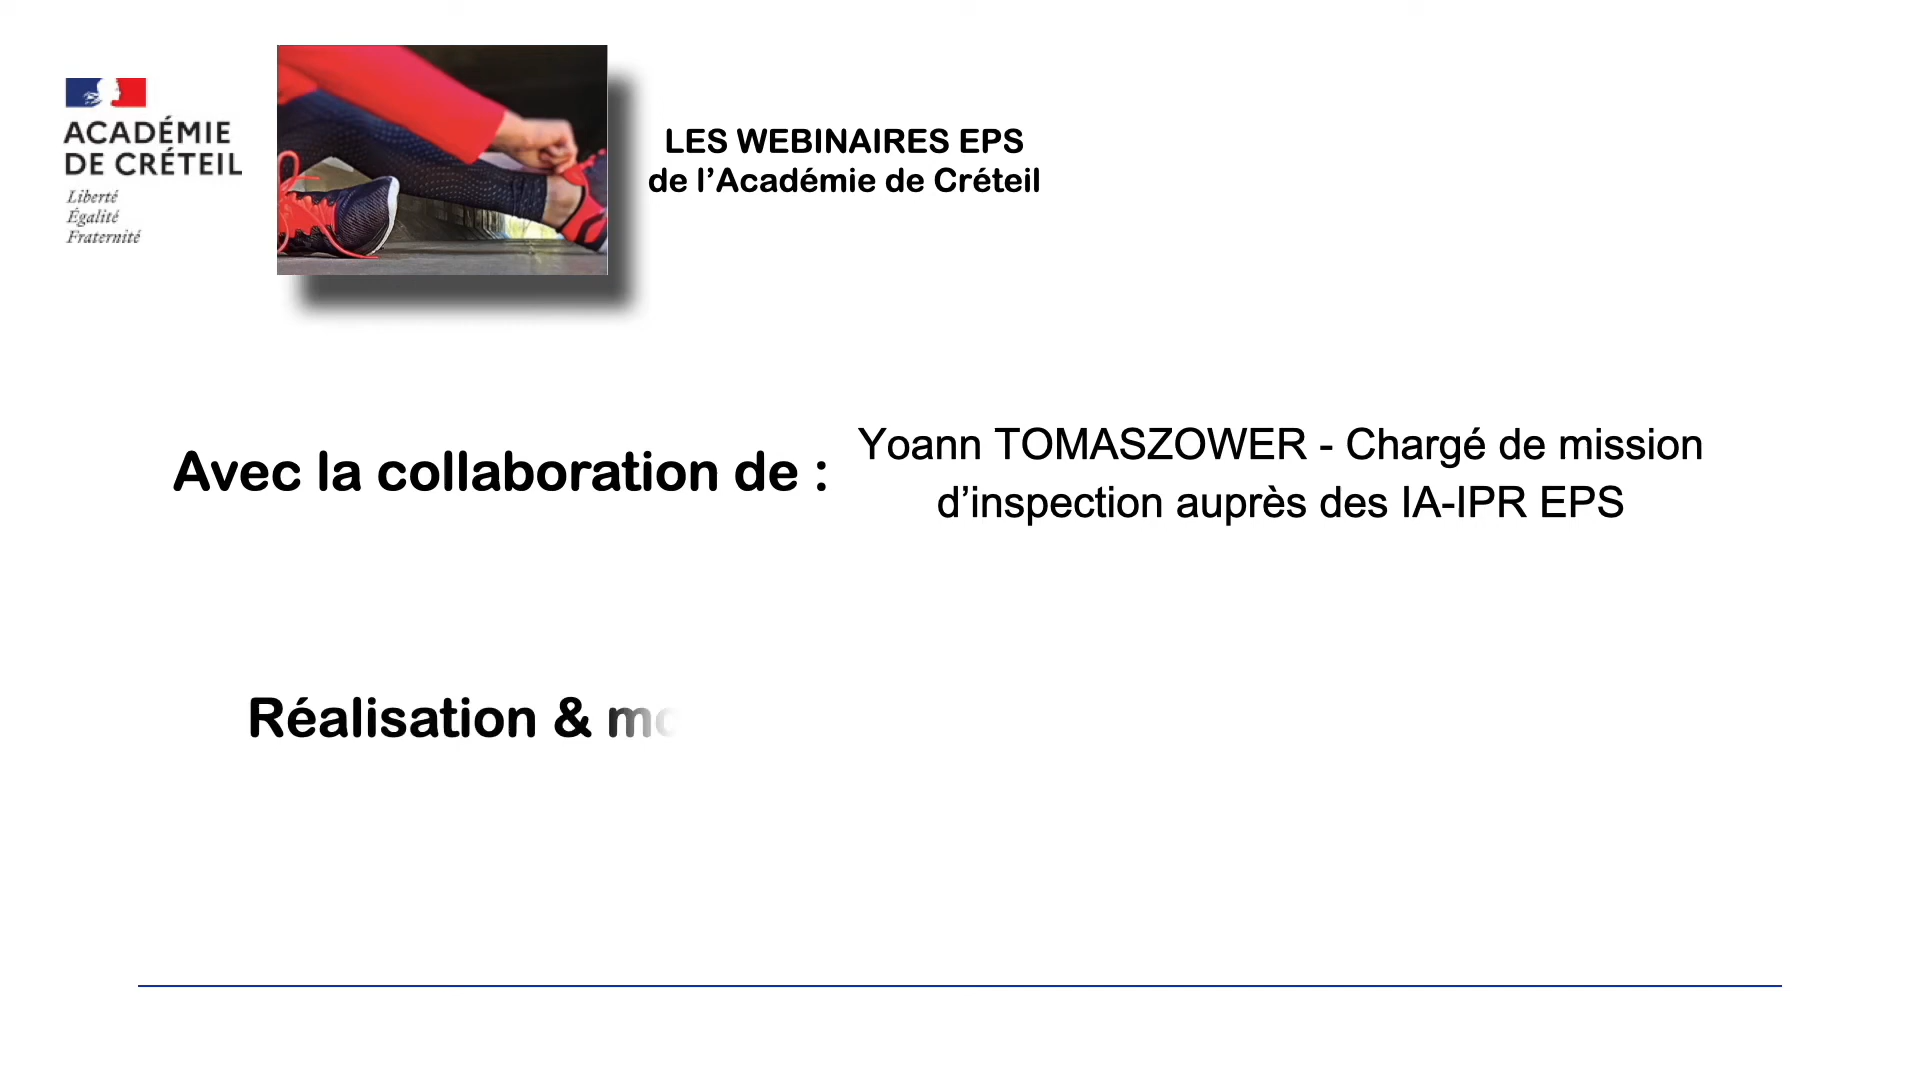 ACADÉMIE
DE CRÉTEIL
Liberté
Égalité
Fraternité
LES WEBINAIRES EPS
de l’Académie de Créteil
Avec la collaboration de :
Yoann TOMASZOWER - Chargé de mission
d’inspection auprès des IA-IPR EPS
Réalisation &